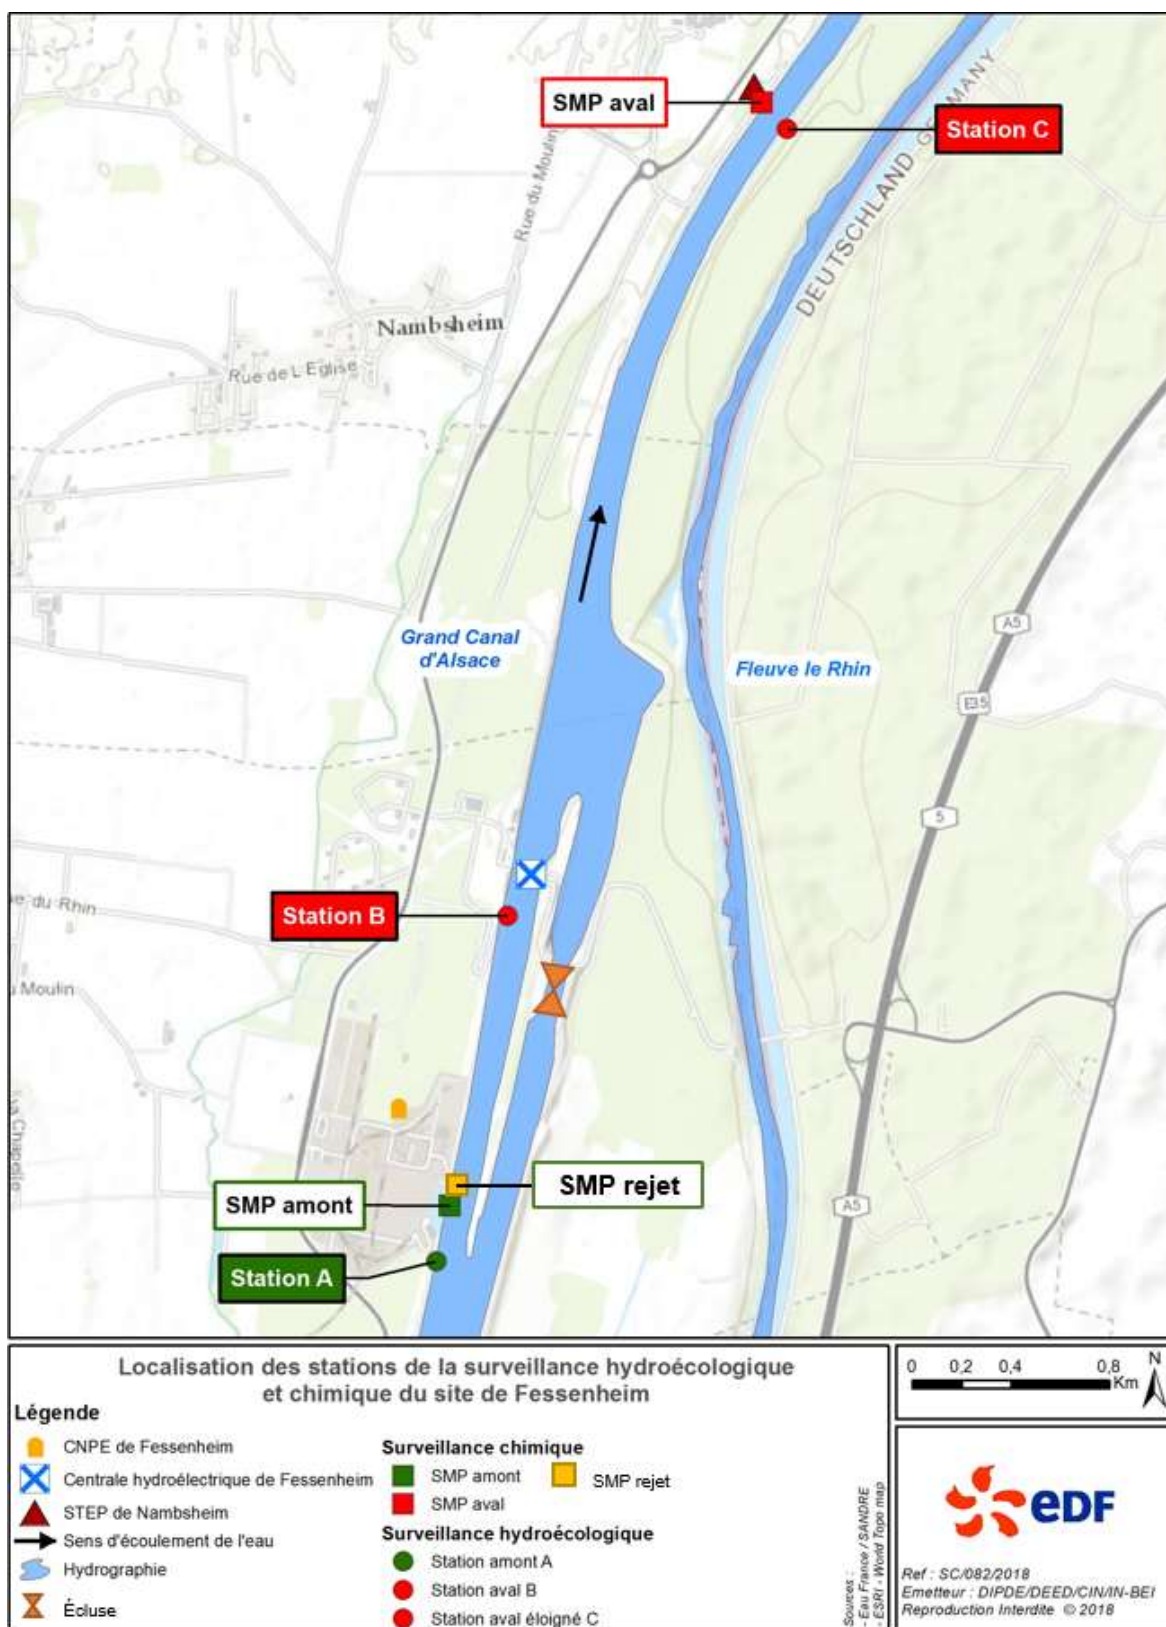 SMP aval
Station C
DEUTSCHLAND GERMANY
Rue du Moulin
Nambsheim
Rue de L'Eglise
Grand Canal
d'Alsace
Fleuve le Rhin
A5
E35
5
Station B
ue du Rhin
u Moulin
la Chapelle
SMP rejet
SMP amont
A5
Station A
Localisation des stations de la surveillance hydroécologique
et chimique du site de Fessenheim
Légende
CNPE de Fessenheim
Centrale hydroélectrique de Fessenheim
STEP de Nambsheim
Sens d'écoulement de l'eau
Hydrographie
Écluse
Surveillance chimique
SMP amont
SMP rejet
SMP aval
Surveillance hydroécologique
Station amont A
Station aval B
Station aval éloigné C
Sources :
- Eau France / SANDRE
- ESRI - World Topo map
0 0,2 0,4 0,8
Km
N
eDF
Ref : SC/082/2018
Emetteur : DIPDE/DEED/CIN/IN-BEI
Reproduction Interdite © 2018